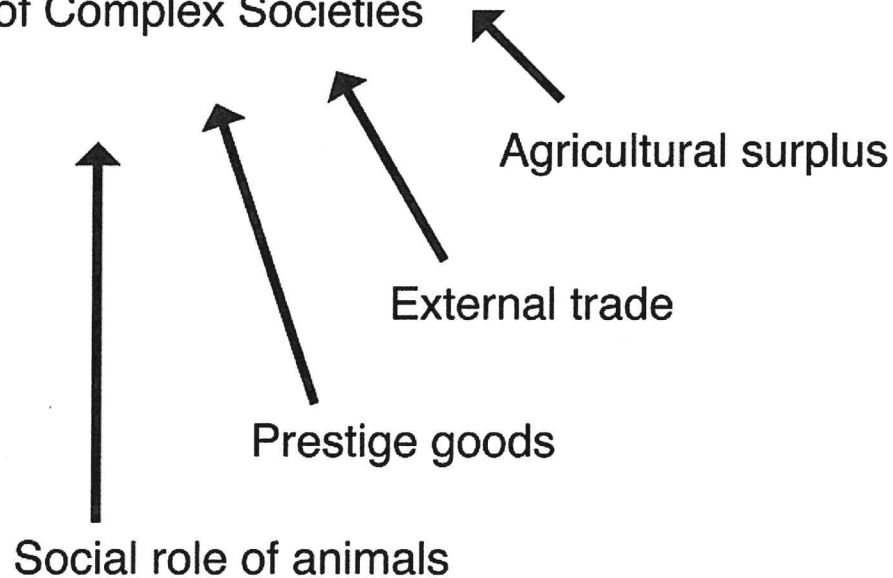 of Complex Societies
Agricultural surplus
External trade
Prestige goods
Social role of animals